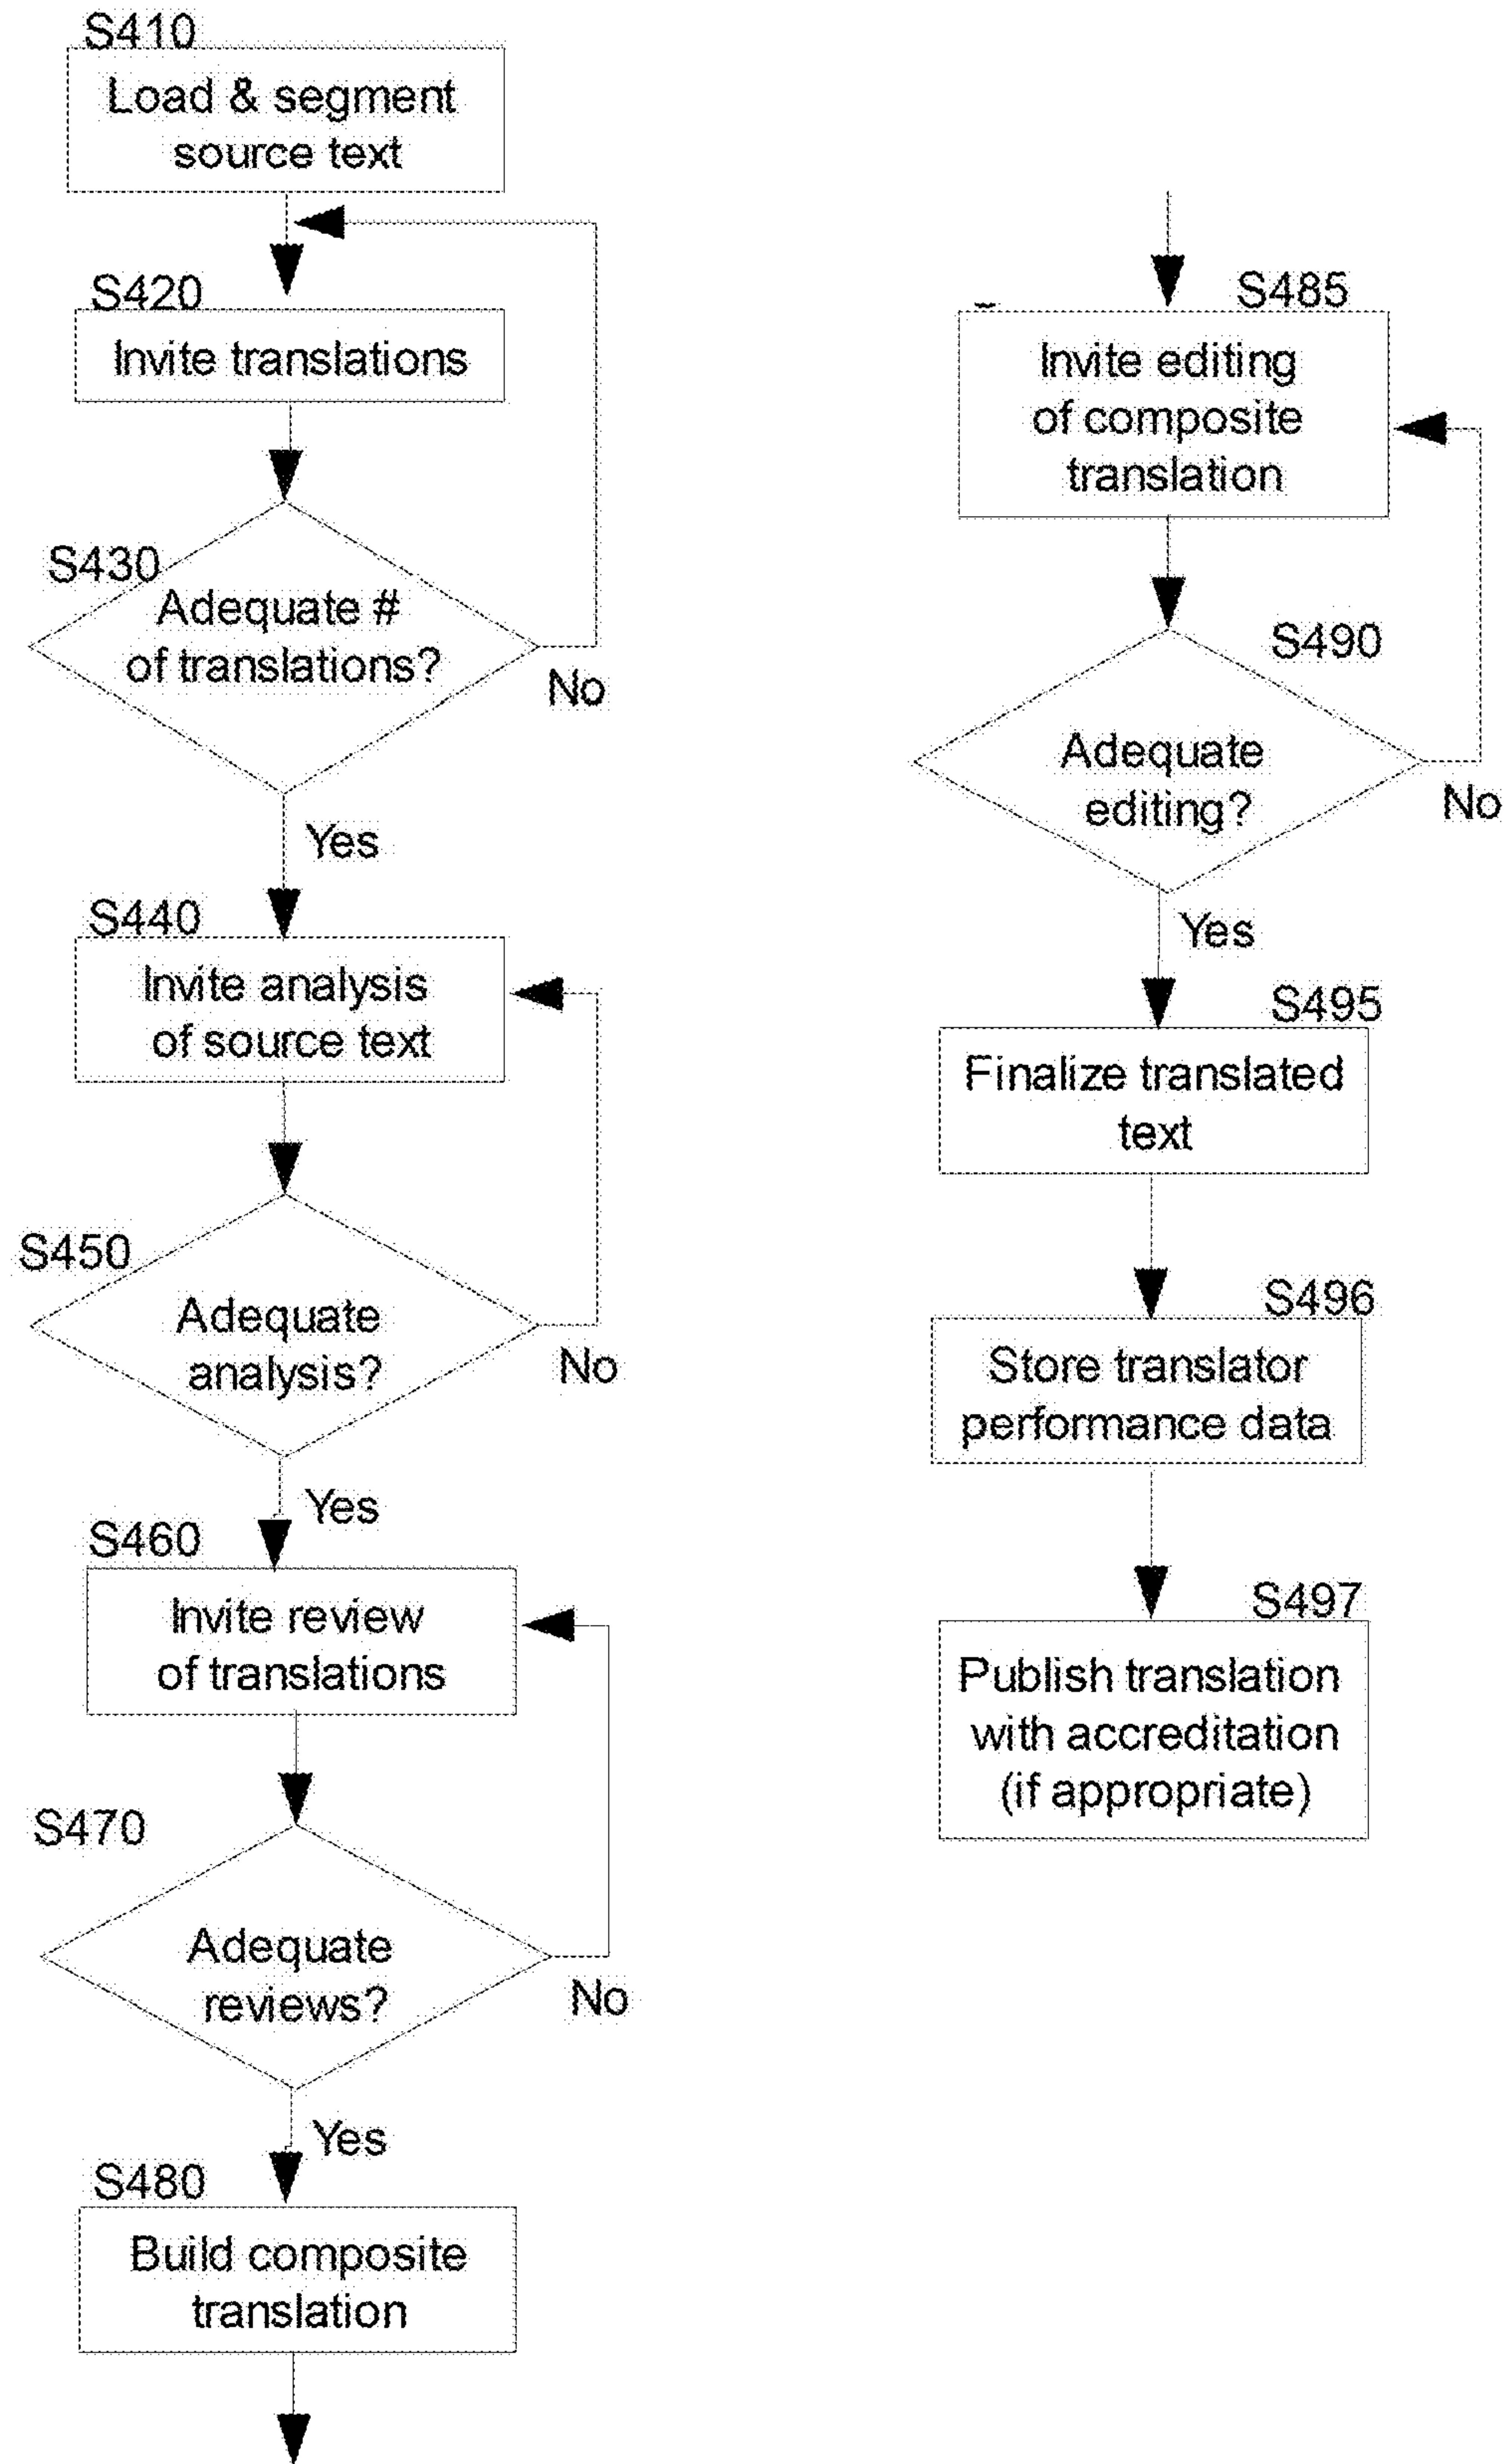 S410
Load & segment
source text
S420
Invite translations
S430
Adequate #
of translations?
No
Yes
S440
Invite analysis
of source text
S450
Adequate
analysis?
No
Yes
S460
Invite review
of translations
S470
Adequate
reviews?
No
Yes
S480
Build composite
translation
S485
Invite editing
of composite
translation
S490
Adequate
editing?
No
Yes
S495
Finalize translated
text
S496
Store translator
performance data
S497
Publish translation
with accreditation
(if appropriate)